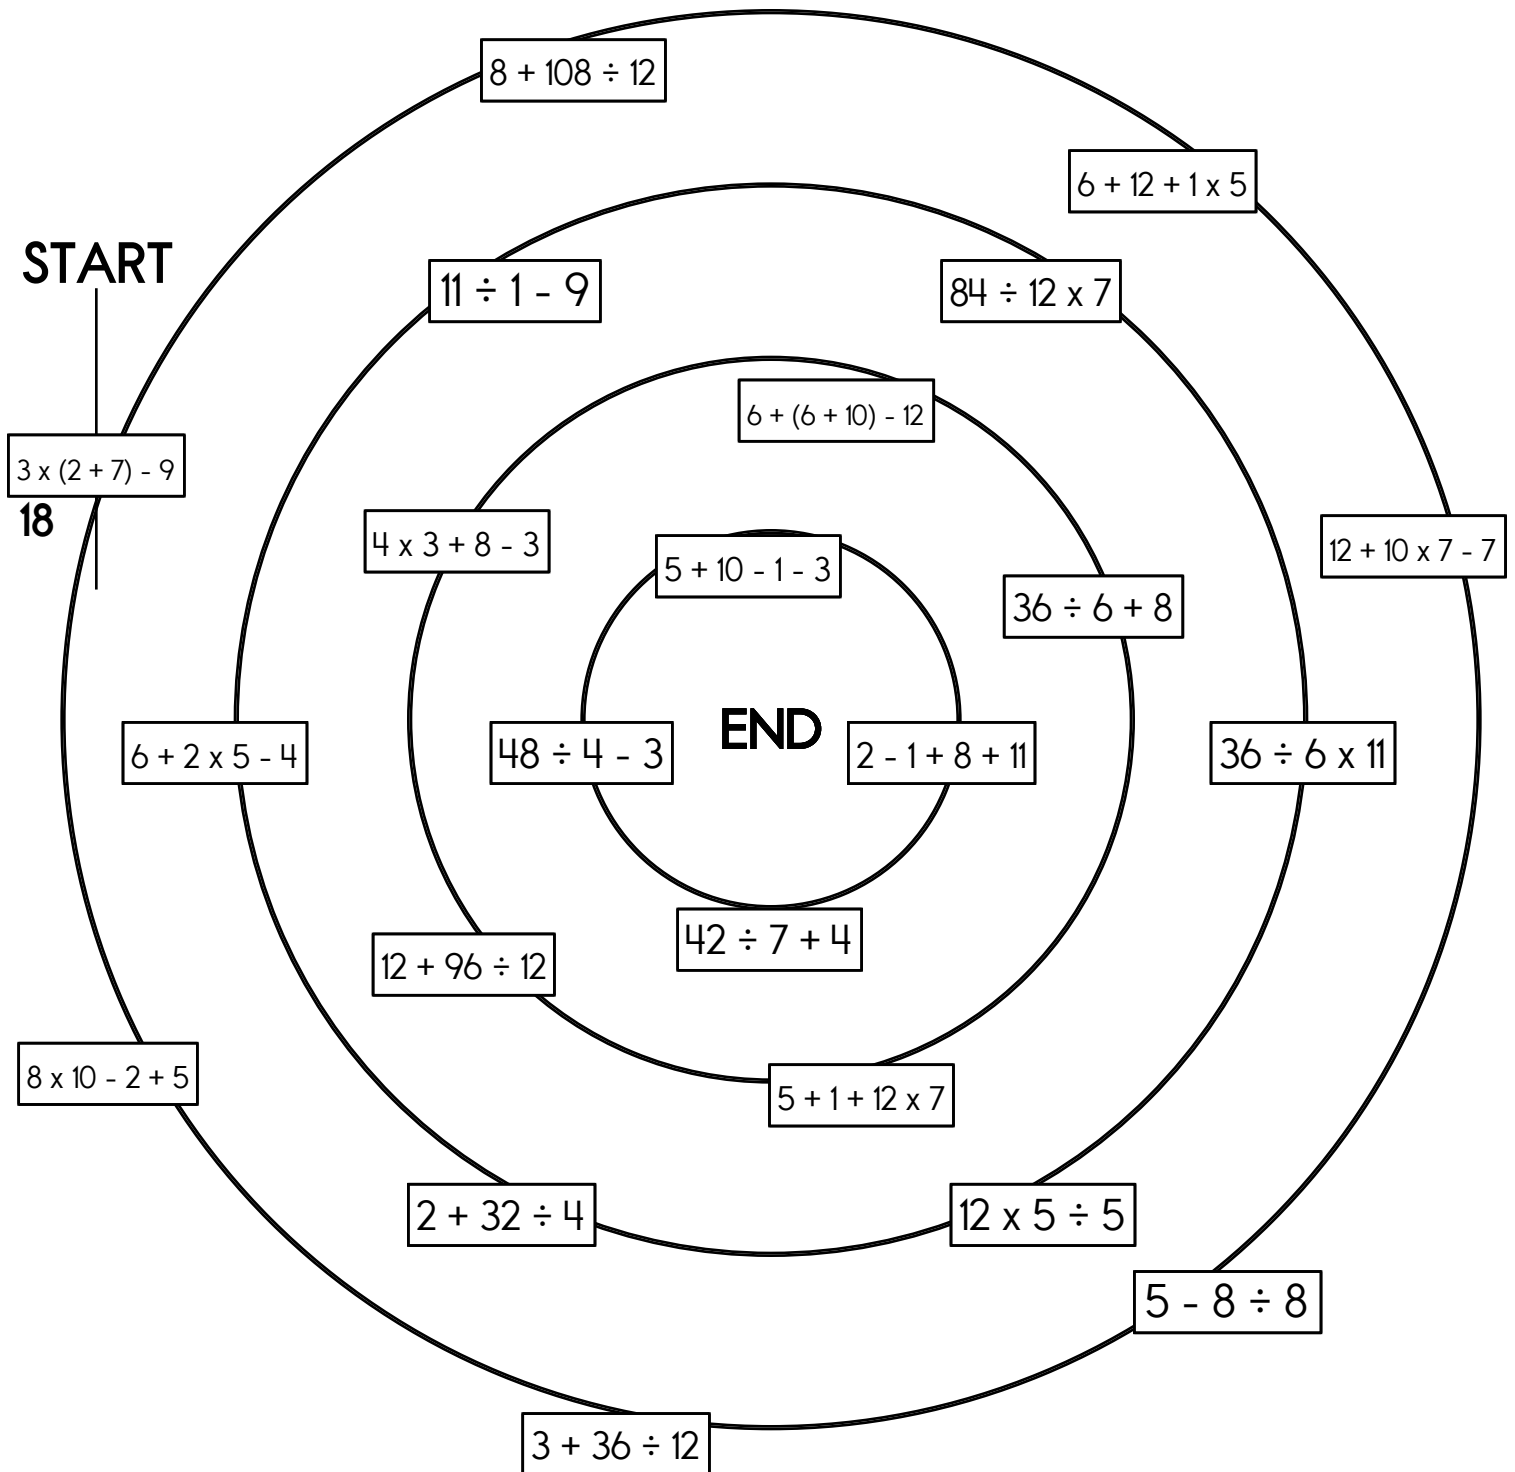 8 + 108 ÷ 12
6 + 12 + 1 x 5
START
11 ÷ 1 - 9
84 ÷ 12 x 7
6 + (6 + 10) - 12
3 x (2 + 7) - 9
18
4 x 3 + 8 - 3
12 + 10 x 7 - 7
5 + 10 - 1 - 3
36 ÷ 6 + 8
END
6 + 2 x 5 - 4
48 ÷ 4 - 3
2 - 1 + 8 + 11
36 ÷ 6 x 11
42 ÷ 7 + 4
12 + 96 ÷ 12
8 x 10 - 2 + 5
5 + 1 + 12 x 7
2 + 32 ÷ 4
12 x 5 ÷ 5
5 - 8 ÷ 8
3 + 36 ÷ 12